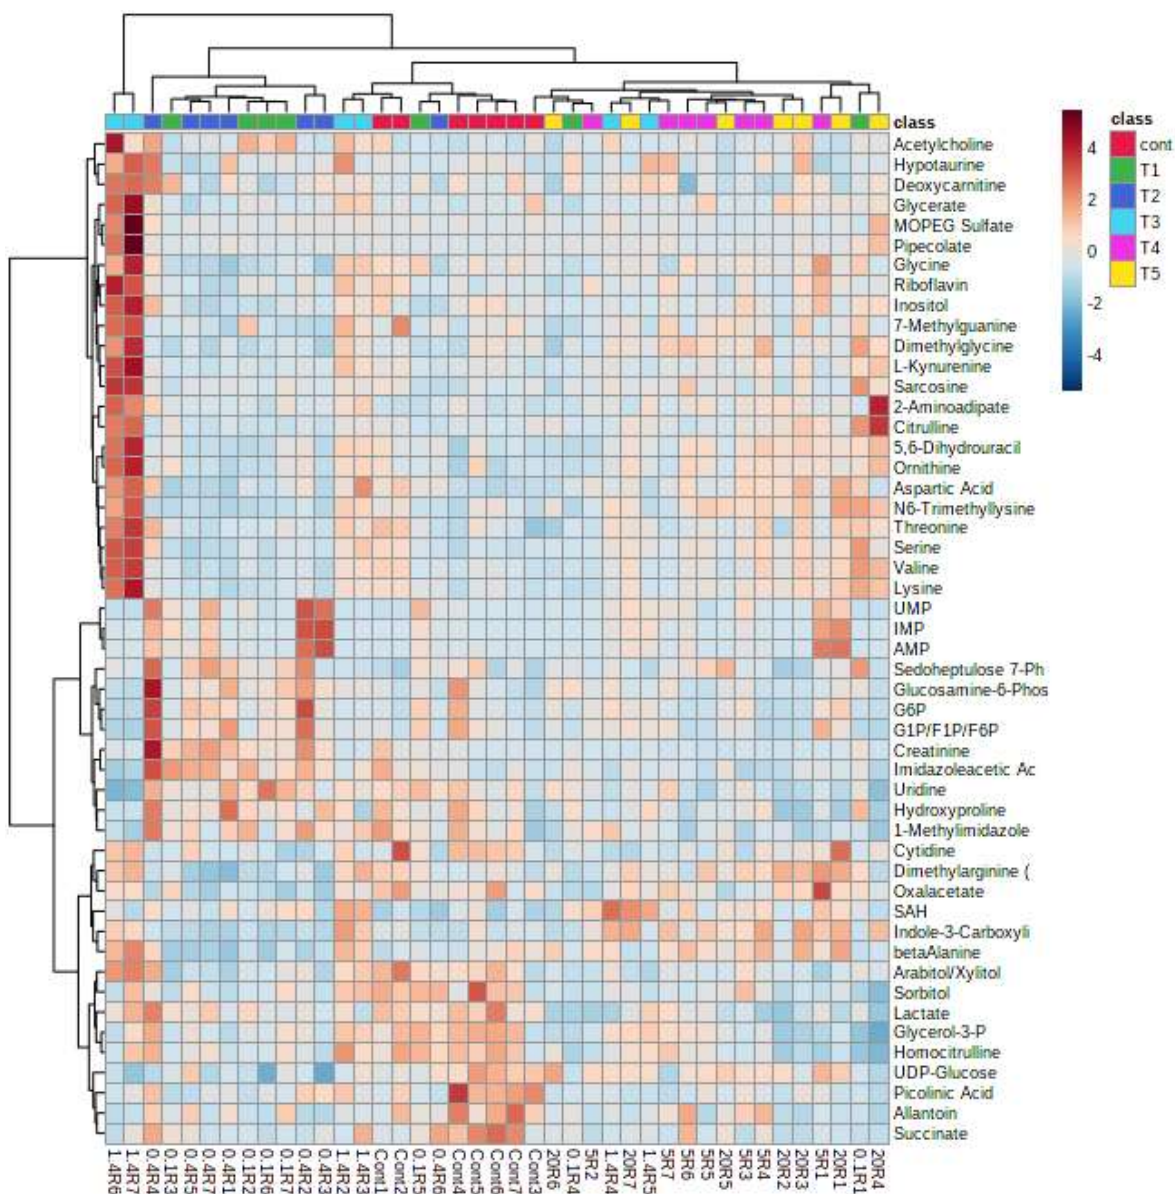 class
Acetylcholine
Hypotaurine
Deoxycarnitine
Glycerate
MOPEG Sulfate
Pipecolate
Glycine
Riboflavin
Inositol
7-Methylguanine
Dimethylglycine
L-Kynurenine
Sarcosine
2-Aminoadipate
Citrulline
5,6-Dihydrouracil
Ornithine
Aspartic Acid
N6-Trimethyllysine
Threonine
Serine
Valine
Lysine
UMP
IMP
AMP
Sedoheptulose 7-Ph
Glucosamine-6-Phos
G6P
G1P/F1P/F6P
Creatinine
Imidazoleacetic Ac
Uridine
Hydroxyproline
1-Methylimidazole
Cytidine
Dimethylarginine (
Oxalacetate
SAH
Indole-3-Carboxyli
betaAlanine
Arabitol/Xylitol
Sorbitol
Lactate
Glycerol-3-P
Homocitrulline
UDP-Glucose
Picolinic Acid
Allantoin
Succinate
4
2
0
-2
-4
class
cont
T1
T2
T3
T4
T5
1.4R6
1.4R7
0.4R4
0.1R3
0.4R5
0.4R7
0.4R1
0.1R2
0.1R6
0.1R7
0.4R2
0.4R3
1.4R2
1.4R3
Cont1
Cont2
0.1R5
0.4R6
Cont4
Cont5
Cont6
Cont7
Cont3
20R6
0.1R4
5R2
1.4R4
20R7
1.4R5
5R7
5R6
5R5
20R5
5R3
5R4
20R2
20R3
5R1
20R1
0.1R1
20R4